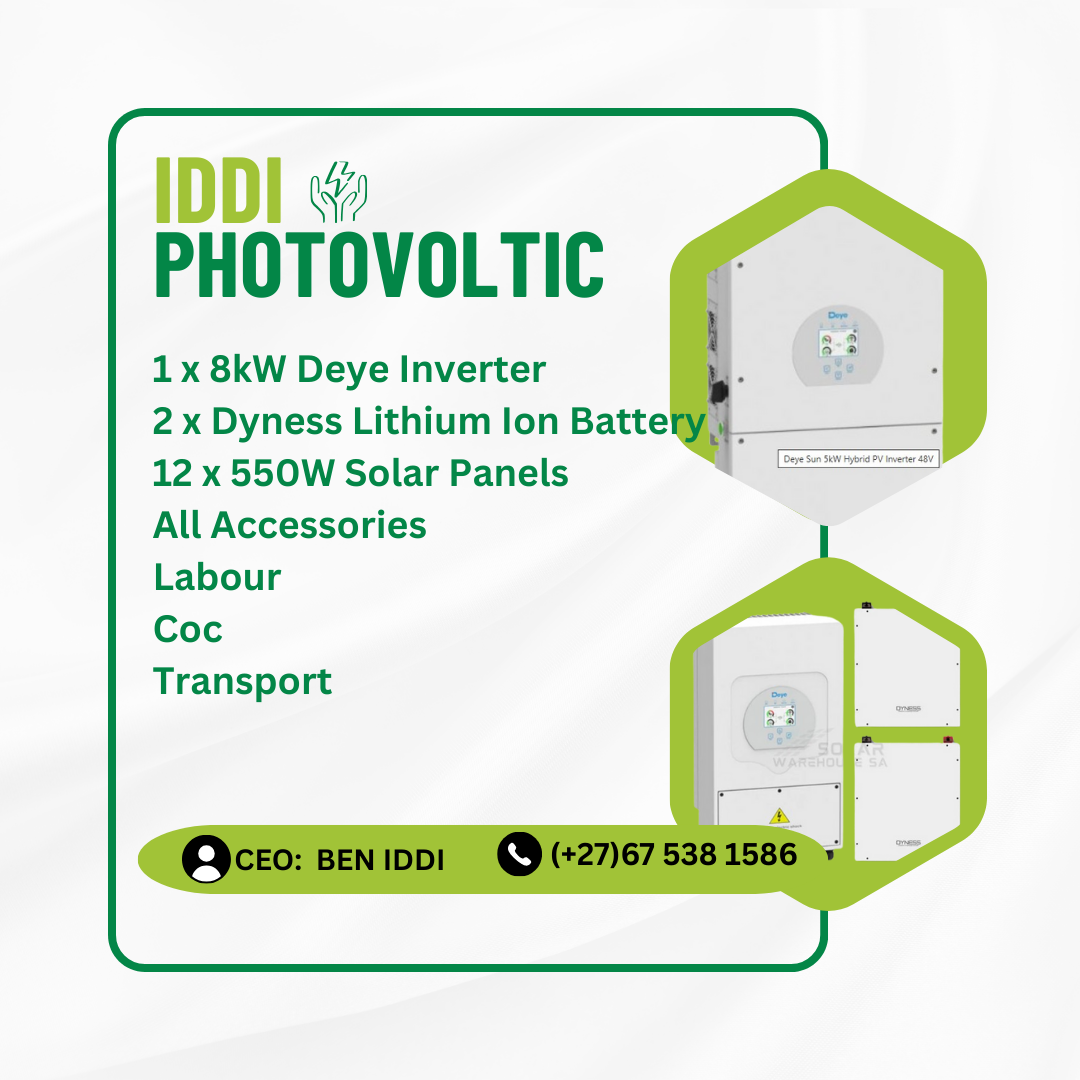 IDDI
PHOTOVOLTIC
1 x 8kW Deye Inverter
2 x Dyness Lithium Ion Battery
12 x 550W Solar Panels
All Accessories
Labour
Coc
Transport
Deye
Deye Sun 5kW Hybrid PV Inverter 48V
Deye
DYNESS
SOLAR
WAREHOUSE SA
DYNESS
CEO: BEN IDDI
(+27)67 538 1586